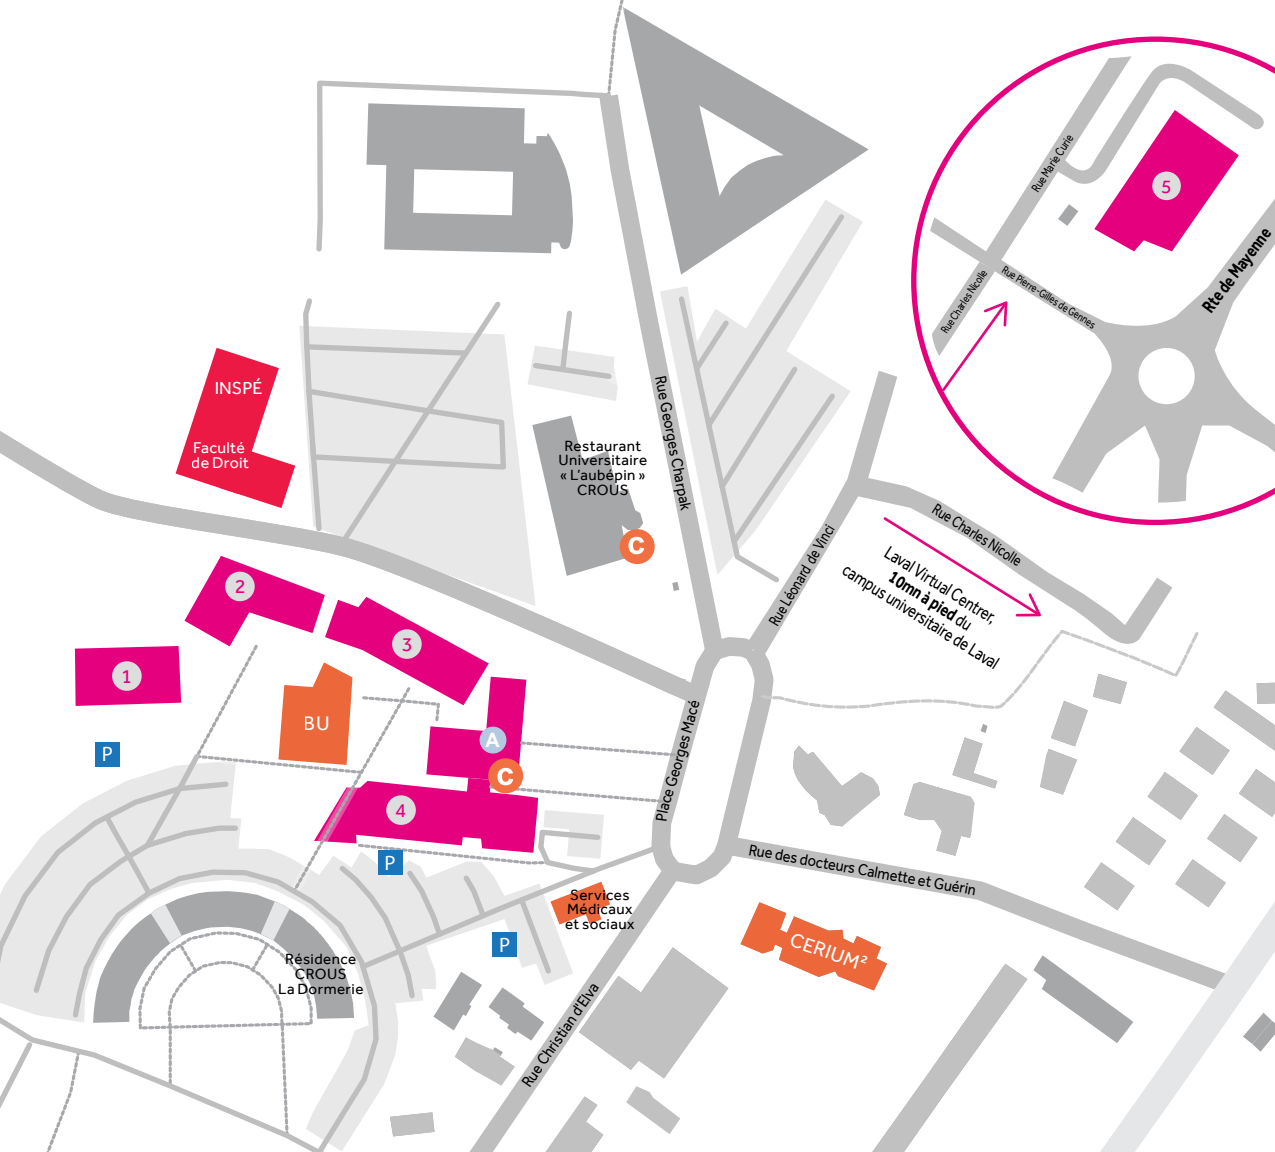 Rue Marie Curie
5
Rue Pierre-Gilles de Gennes
Rue Charles Nicolle
Rte de Mayenne
INSPÉ
Faculté
de Droit
Restaurant
Universitaire
« L'aubépin »
CROUS
C
Rue Georges Charpak
Rue Léonard de Vinci
Rue Charles Nicolle
Laval Virtual Centrer,
10mn à pied du
campus universitaire de Laval
2
3
1
BU
A
C
P
4
P
Place Georges Macé
Rue des docteurs Calmette et Guérin
Services
Médicaux
et sociaux
P
CERIUM²
Résidence
CROUS
La Dormerie
Rue Christian d'Elva